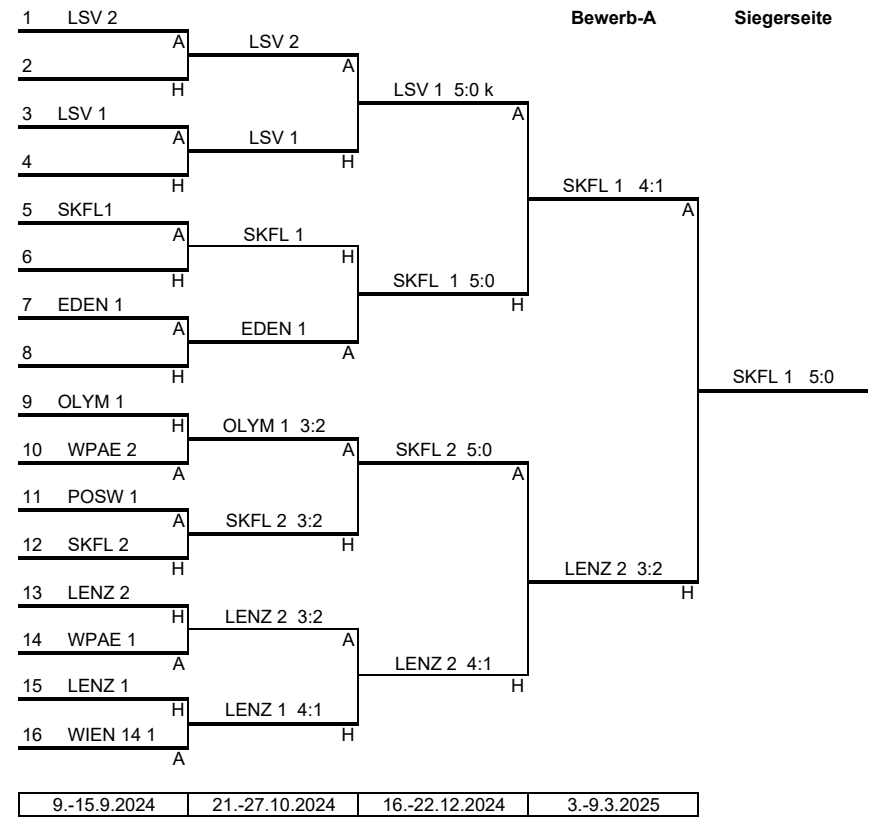 1 LSV 2 Bewerb-A Siegerseite
A LSV 2
2 A
H LSV 1 5:0 k
3 LSV 1 A
A LSV 1
4 H
H SKFL 1 4:1
5 SKFL1 A
A SKFL 1
6 H
H SKFL 1 5:0
7 EDEN 1 H
A EDEN 1
8 A
H SKFL 1 5:0
9 OLYM 1
H OLYM 1 3:2
10 WPAE 2 A SKFL 2 5:0
A A
11 POSW 1
A SKFL 2 3:2
12 SKFL 2 H
H LENZ 2 3:2
13 LENZ 2 H
H LENZ 2 3:2
14 WPAE 1 A
A LENZ 2 4:1
15 LENZ 1 H
H LENZ 1 4:1
16 WIEN 14 1 H
A
9.-15.9.2024 21.-27.10.2024 16.-22.12.2024 3.-9.3.2025